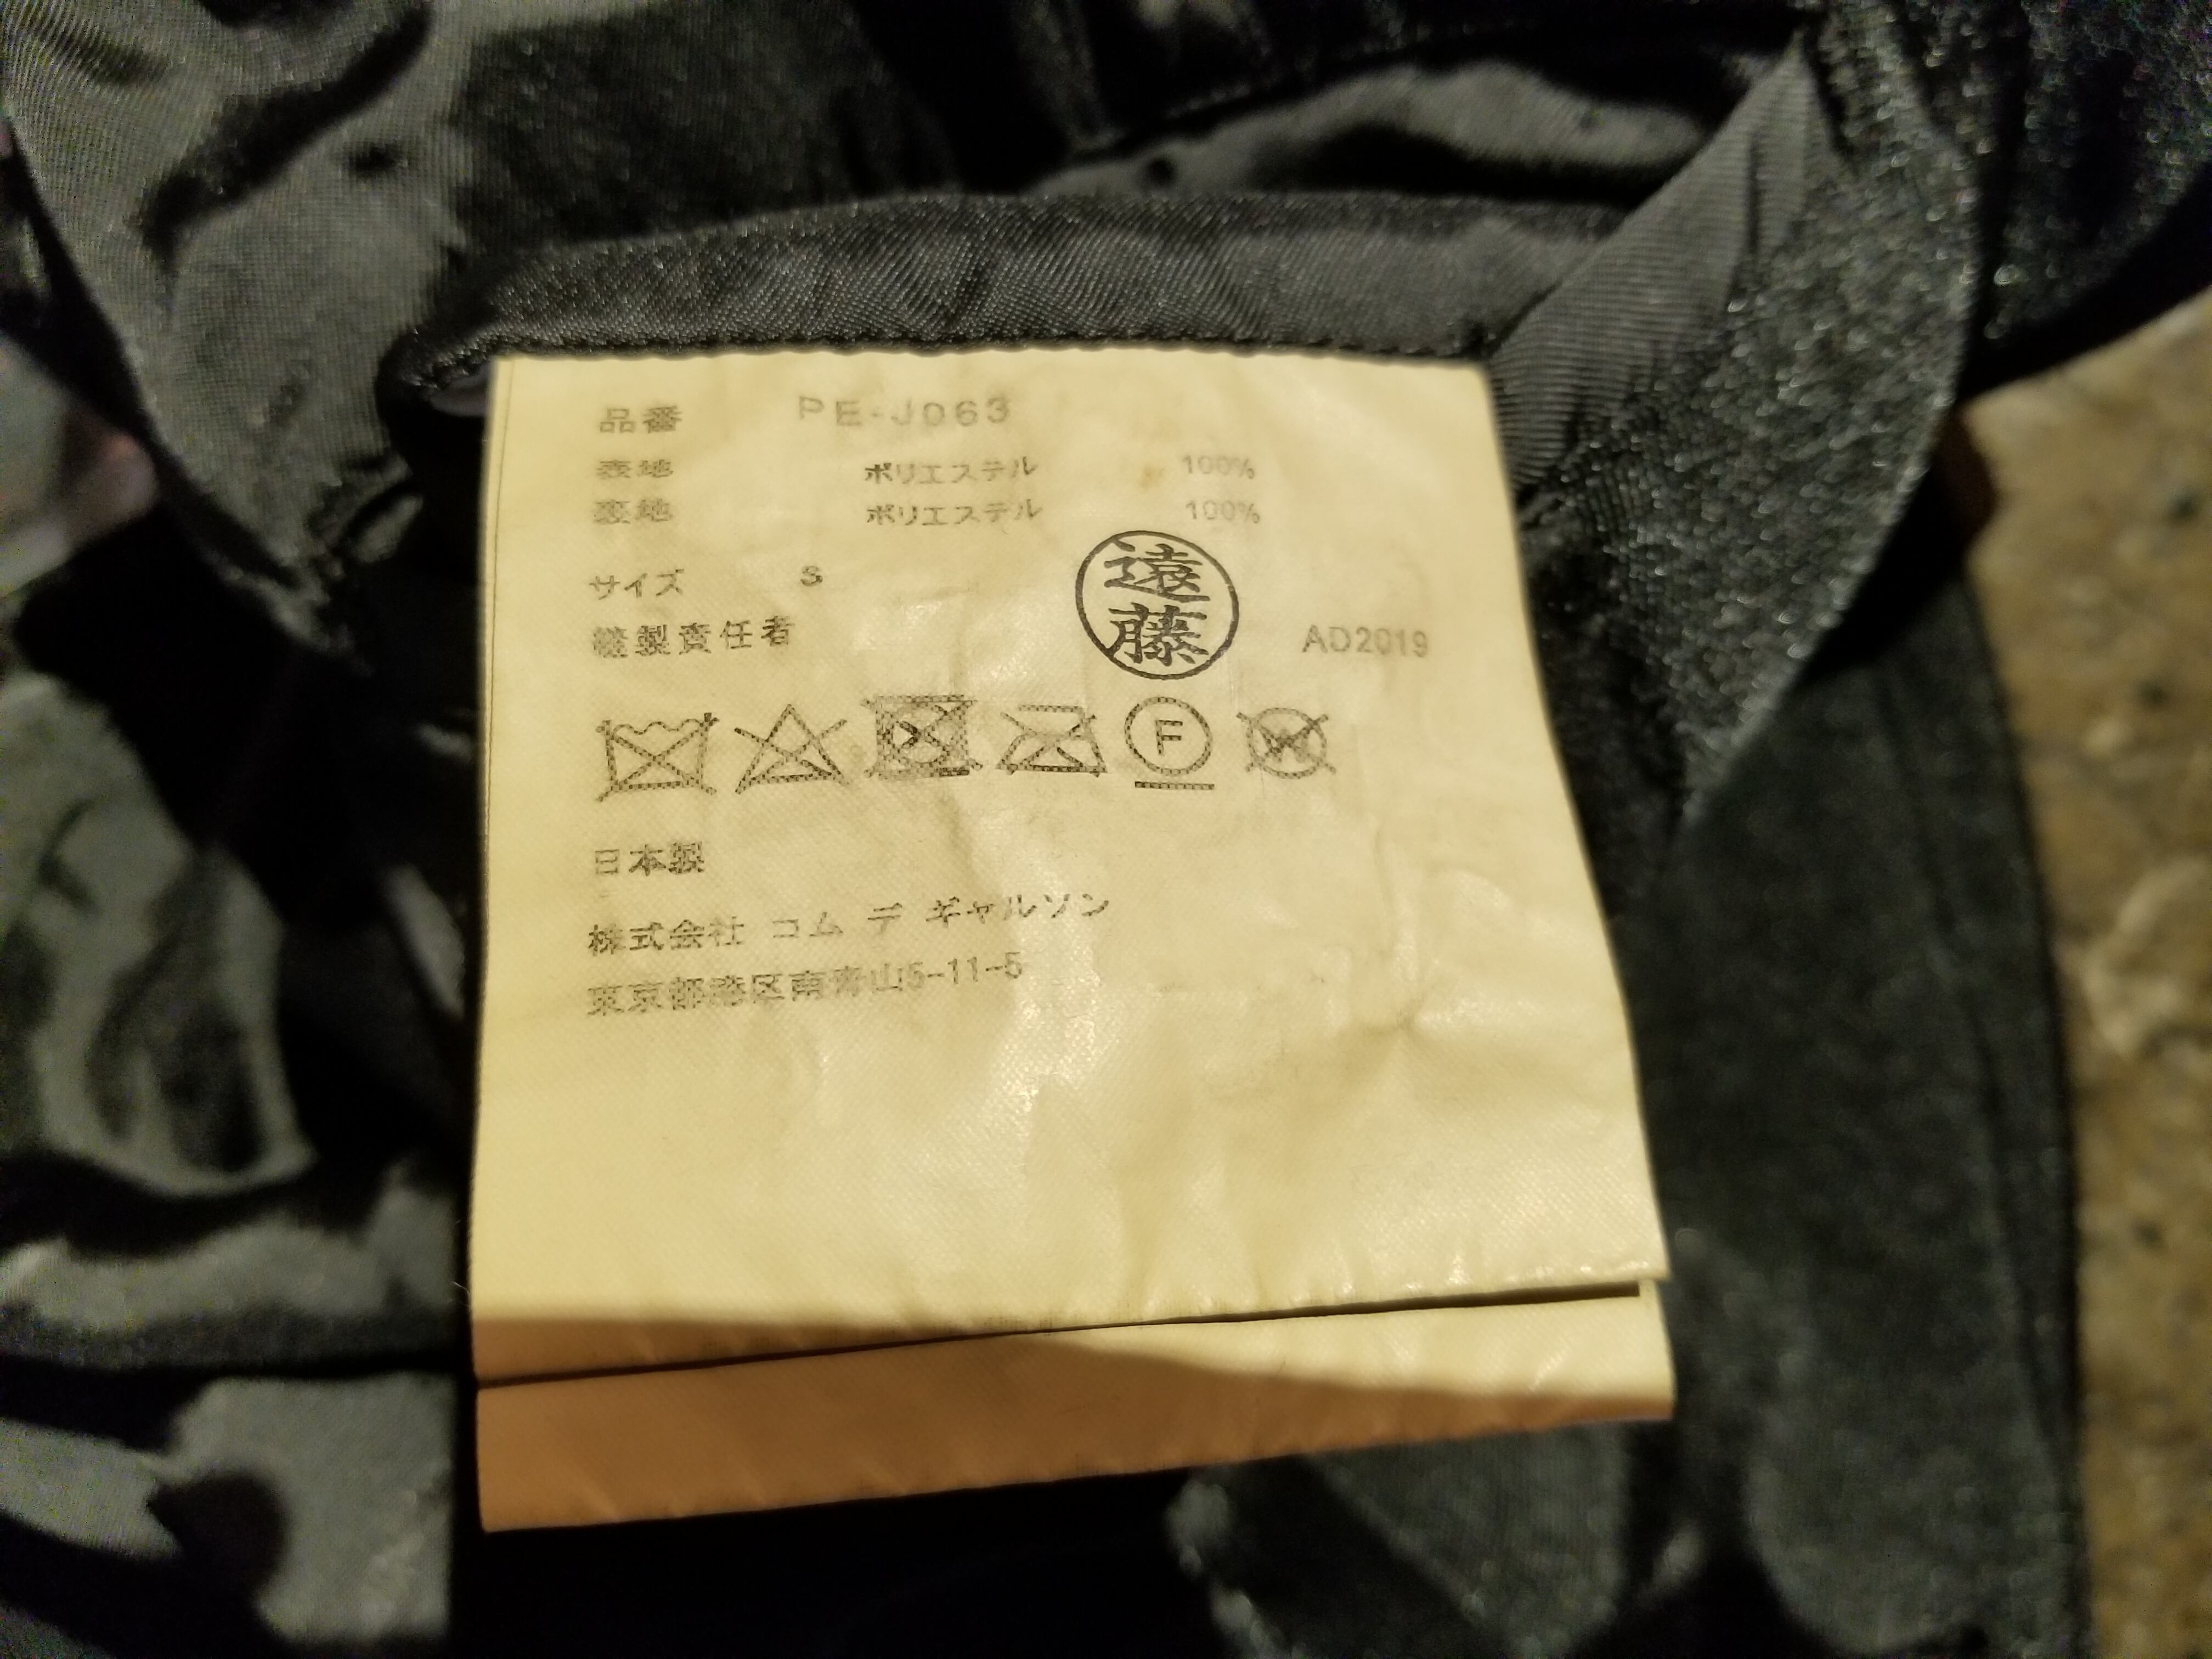 品番 PE-J063
表地 ポリエステル 100%
裏地 ポリエステル 100%
サイズ S
縫製責任者 遠藤 AD2019
F W
日本製
株式会社 コム デ ギャルソン
東京都港区南青山5-11-5